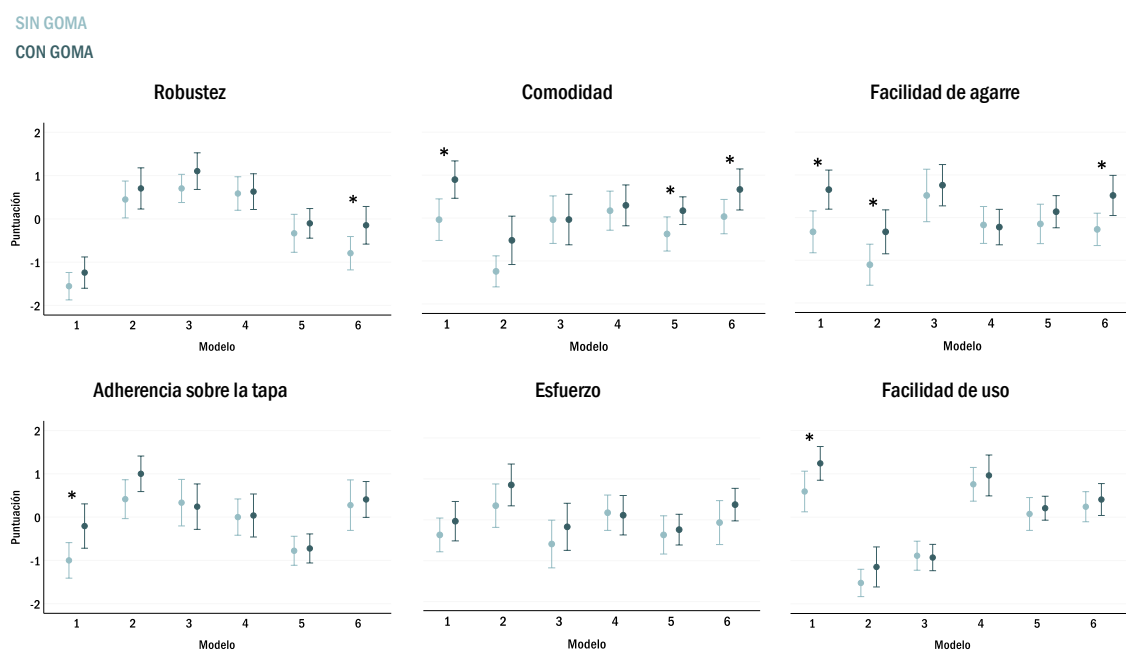 SIN GOMA
CON GOMA
Robustez
Comodidad
Facilidad de agarre
Puntuación
2
1
0
-1
-2
*
*
*
*
*
*
*
1 2 3 4 5 6
1 2 3 4 5 6
1 2 3 4 5 6
Modelo
Modelo
Modelo
Adherencia sobre la tapa
Esfuerzo
Facilidad de uso
Puntuación
2
1
0
-1
-2
*
*
1 2 3 4 5 6
1 2 3 4 5 6
1 2 3 4 5 6
Modelo
Modelo
Modelo